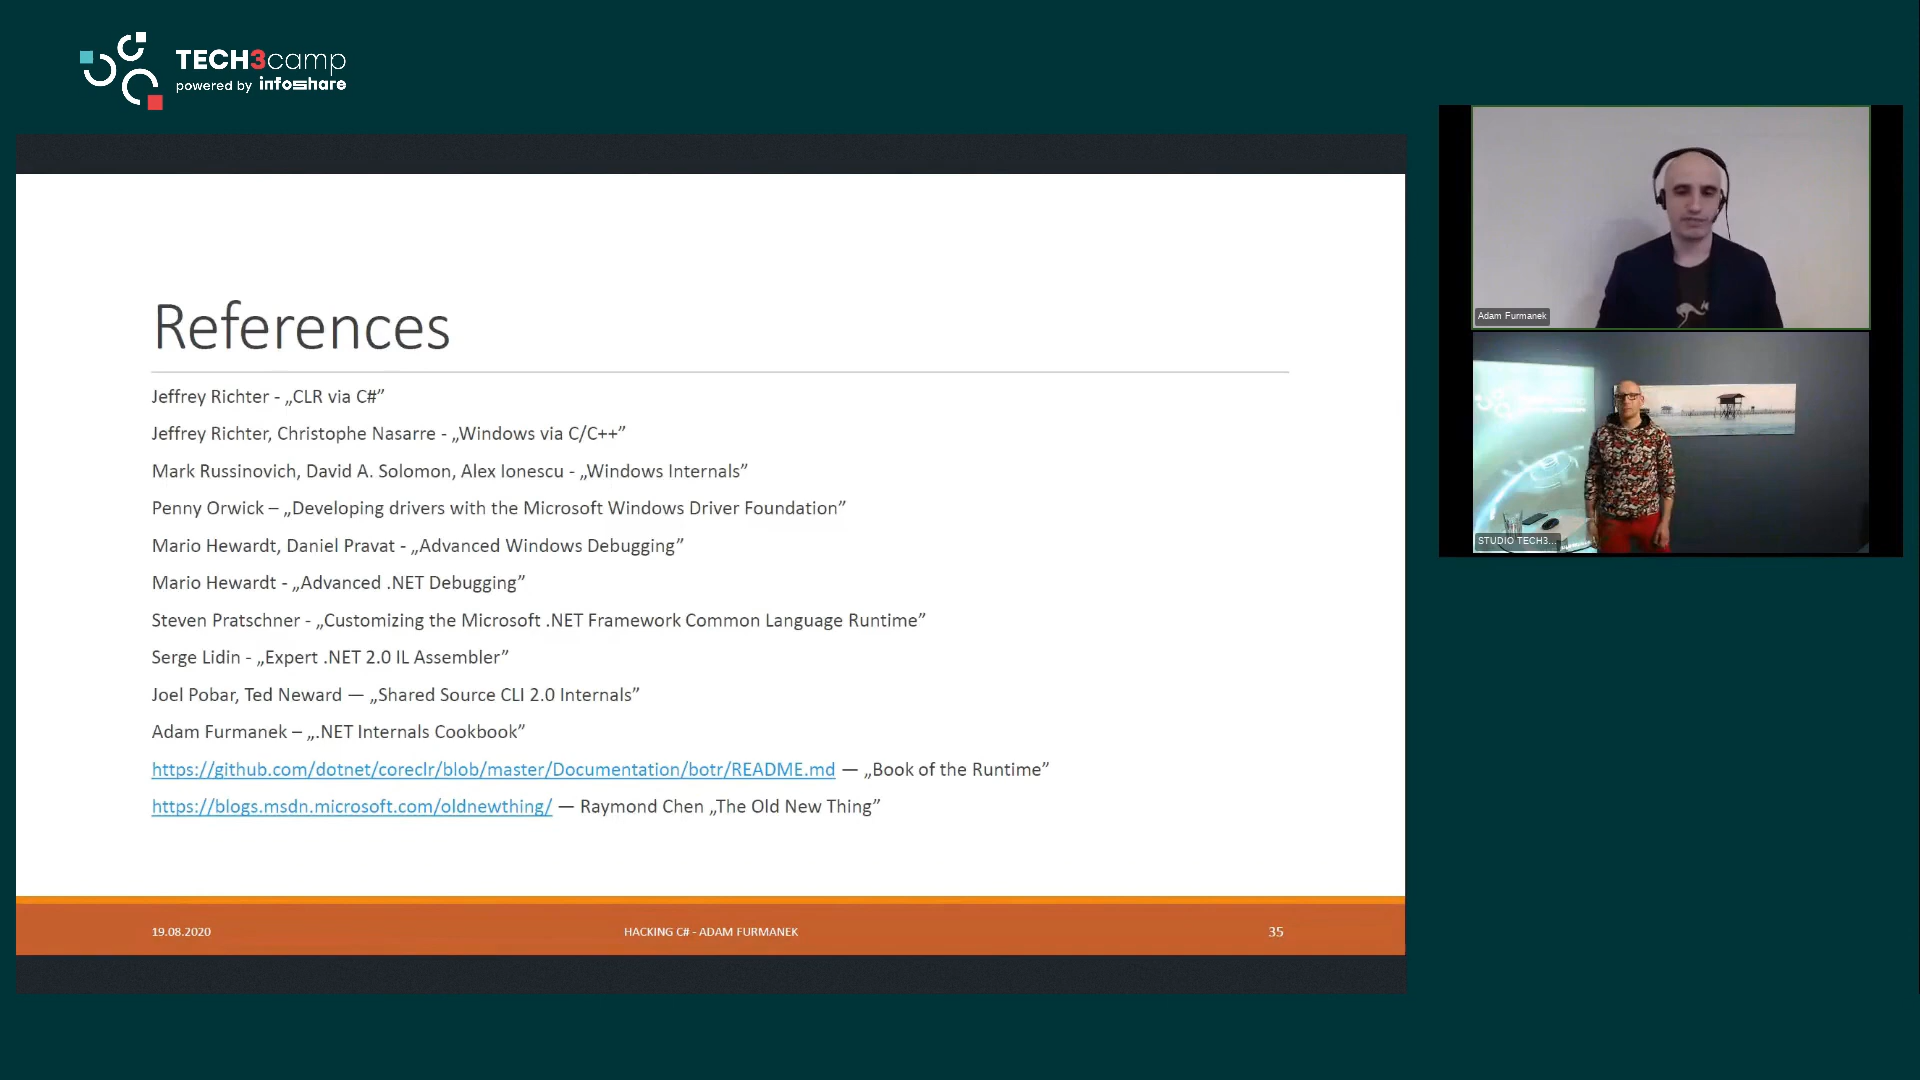 TECH3camp
powered by infoshare
References
Jeffrey Richter - „CLR via C#”
Jeffrey Richter, Christophe Nasarre - „Windows via C/C++”
Mark Russinovich, David A. Solomon, Alex Ionescu - „Windows Internals”
Penny Orwick – „Developing drivers with the Microsoft Windows Driver Foundation”
Mario Hewardt, Daniel Pravat - „Advanced Windows Debugging”
Mario Hewardt - „Advanced .NET Debugging”
Steven Pratschner - „Customizing the Microsoft .NET Framework Common Language Runtime”
Serge Lidin - „Expert .NET 2.0 IL Assembler”
Joel Pobar, Ted Neward — „Shared Source CLI 2.0 Internals”
Adam Furmanek – „.NET Internals Cookbook”
https://github.com/dotnet/coreclr/blob/master/Documentation/botr/README.md — „Book of the Runtime”
https://blogs.msdn.microsoft.com/oldnewthing/ — Raymond Chen „The Old New Thing”
19.08.2020
HACKING C# - ADAM FURMANEK
35
Adam Furmanek
STUDIO TECH3...